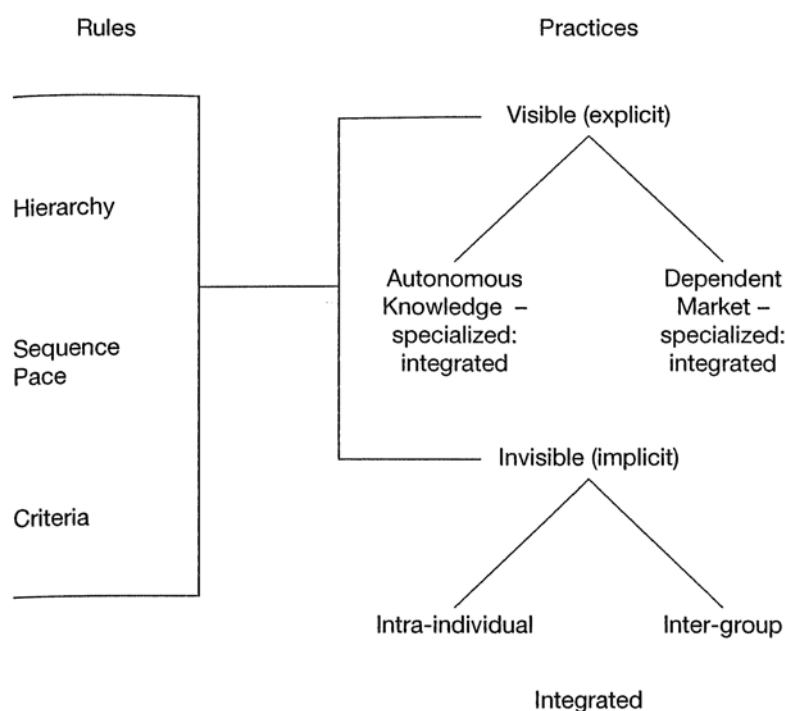 Rules
Practices
Visible (explicit)
Hierarchy
Autonomous
Knowledge –
specialized:
integrated
Dependent
Market –
specialized:
integrated
Sequence
Pace
Invisible (implicit)
Criteria
Intra-individual
Inter-group
Integrated